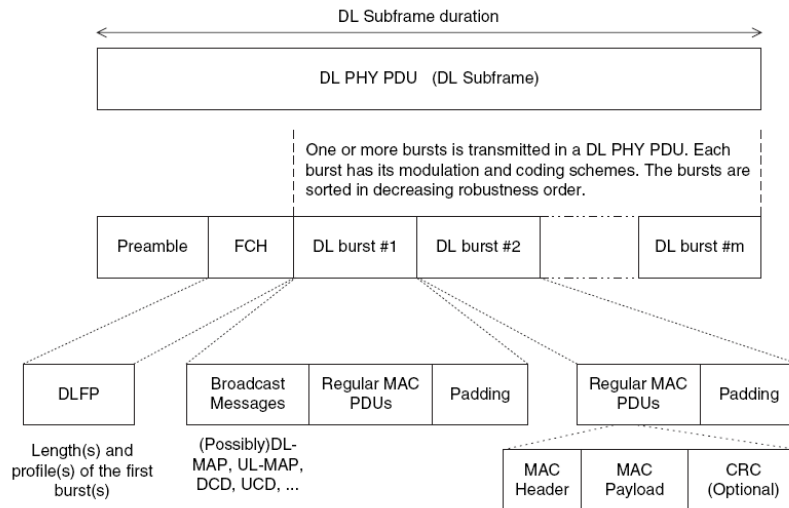 DL Subframe duration
DL PHY PDU (DL Subframe)
One or more bursts is transmitted in a DL PHY PDU. Each
burst has its modulation and coding schemes. The bursts are
sorted in decreasing robustness order.
Preamble
FCH
DL burst #1
DL burst #2
DL burst #m
DLFP
Broadcast
Messages
Regular MAC
PDUs
Padding
Regular MAC
PDUs
Padding
Length(s) and
profile(s) of the first
burst(s)
(Possibly)DL-
MAP, UL-MAP,
DCD, UCD, ...
MAC
Header
MAC
Payload
CRC
(Optional)